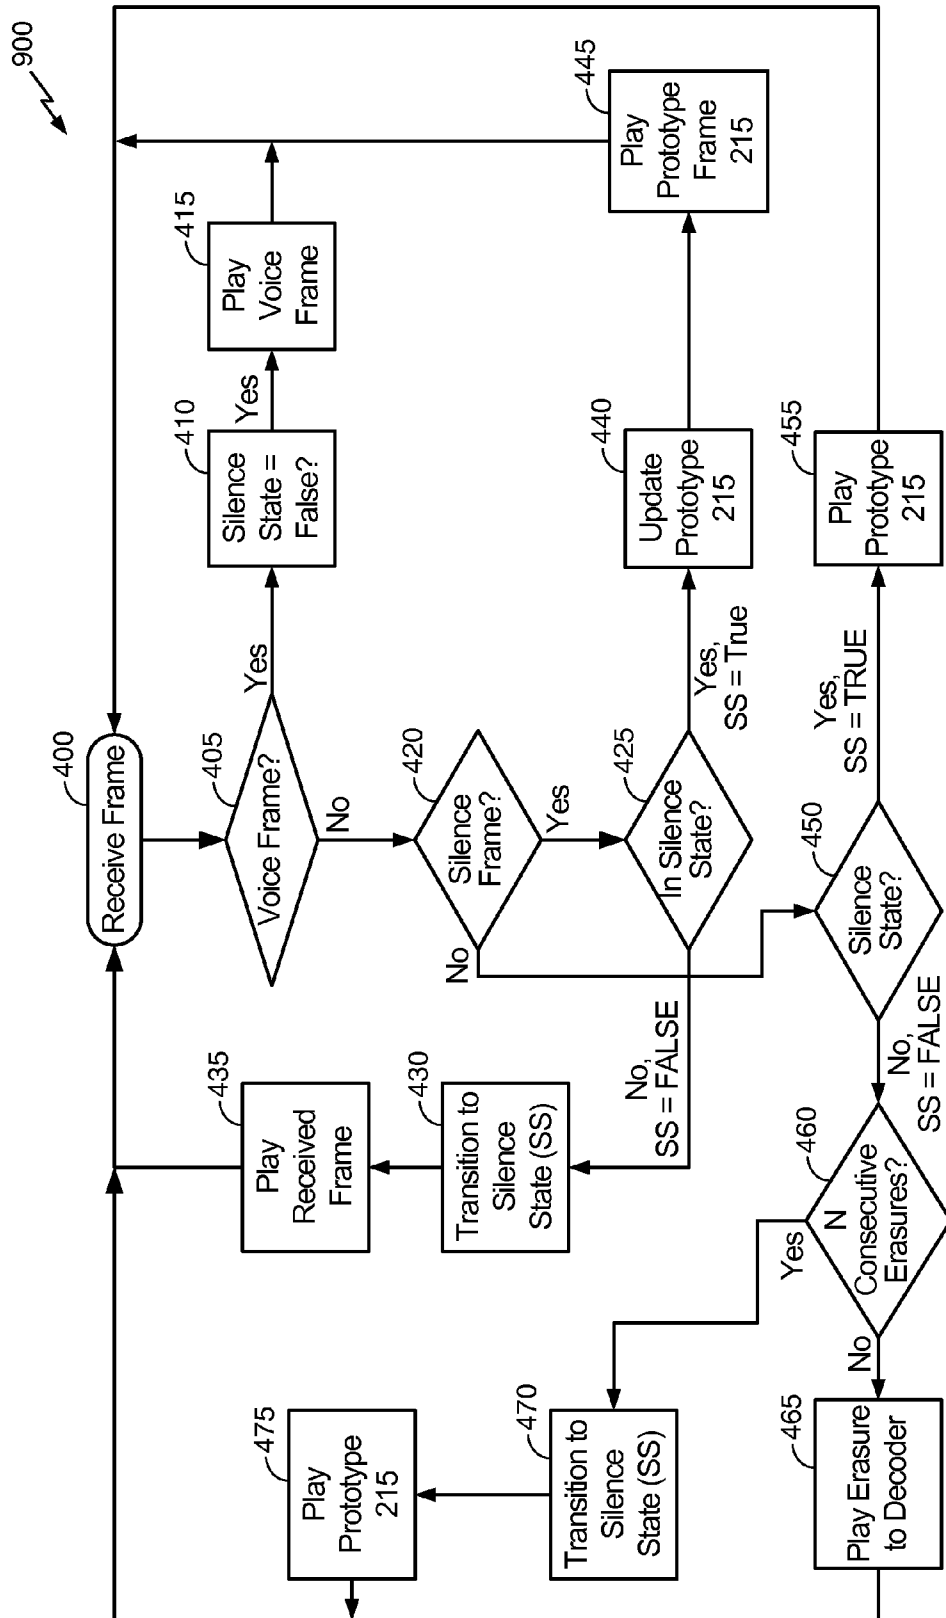 900
400
Receive Frame
405
Voice Frame?
Yes
No
410
Silence
State =
False?
Yes
415
Play
Voice
Frame
420
Silence
Frame?
Yes
No
425
In Silence
State?
Yes,
SS = True
No,
SS = FALSE
430
Transition to
Silence
State (SS)
435
Play
Received
Frame
440
Update
Prototype
215
445
Play
Prototype
Frame
215
450
Silence
State?
Yes,
SS = TRUE
No,
SS = FALSE
455
Play
Prototype
215
460
N
Consecutive
Erasures?
Yes
No
465
Play Erasure
to Decoder
470
Transition to
Silence
State (SS)
475
Play
Prototype
215